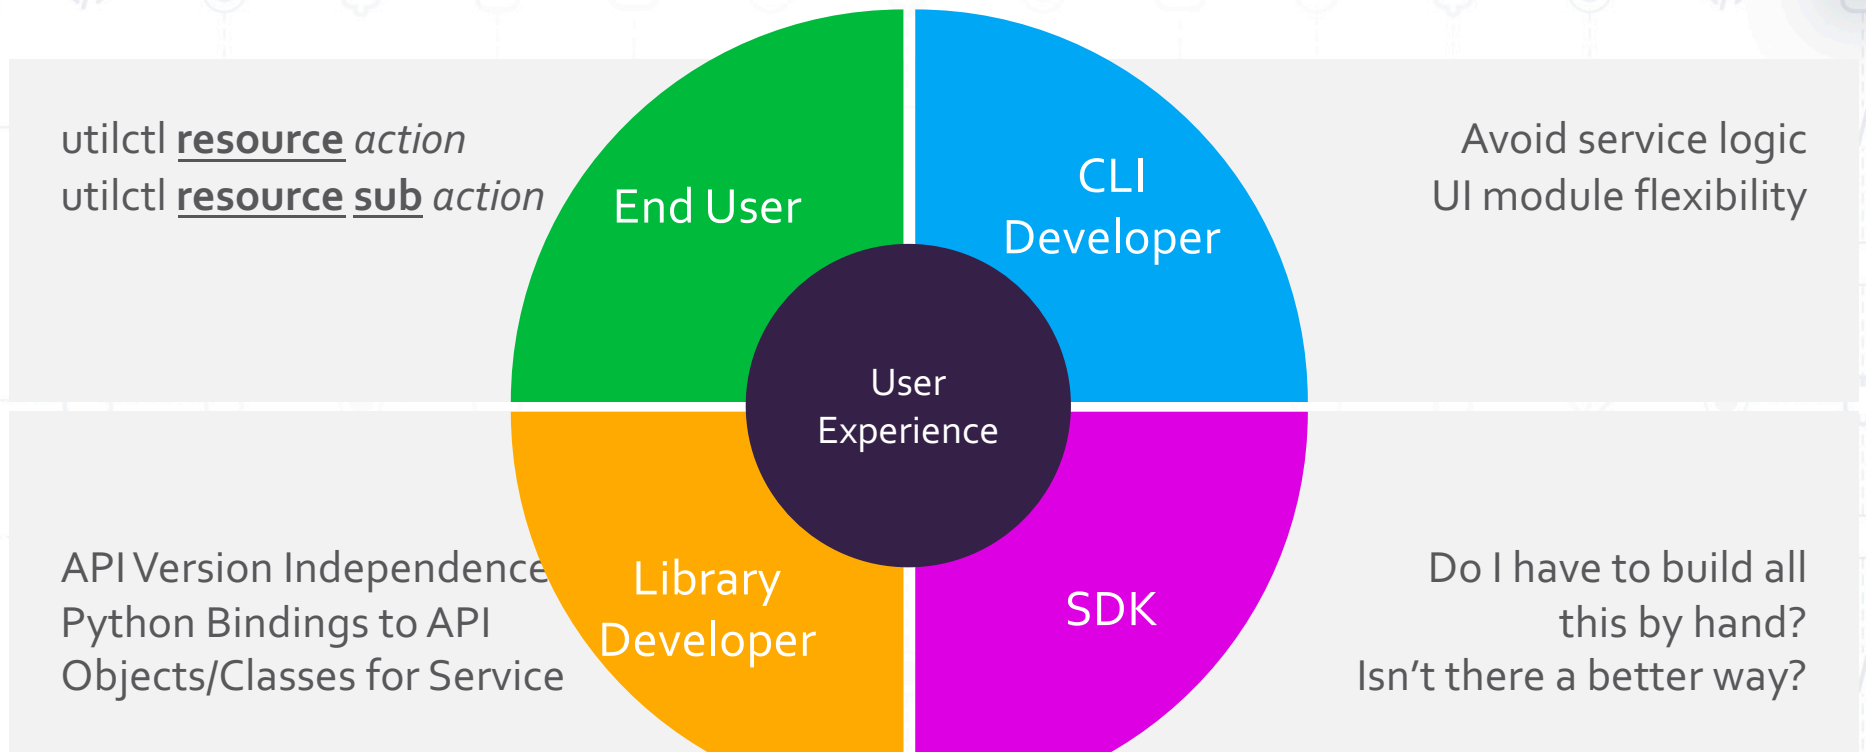 utilctl resource action
utilctl resource sub action
End User
CLI
Developer
Avoid service logic
UI module flexibility
User
Experience
API Version Independence
Python Bindings to API
Objects/Classes for Service
Library
Developer
SDK
Do I have to build all
this by hand?
Isn’t there a better way?